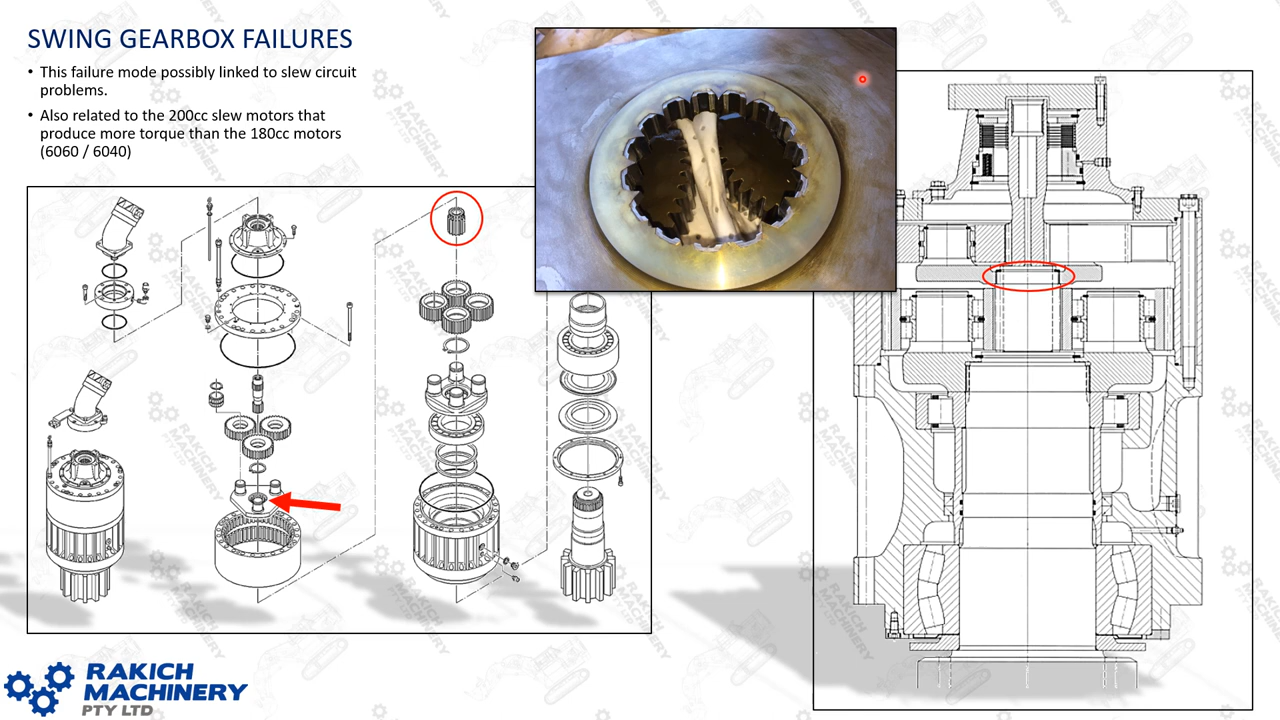 SWING GEARBOX FAILURES
• This failure mode possibly linked to slew circuit
problems.
• Also related to the 200cc slew motors that
produce more torque than the 180cc motors
(6060 / 6040)
RAKICH
MACHINERY
PTY LTD